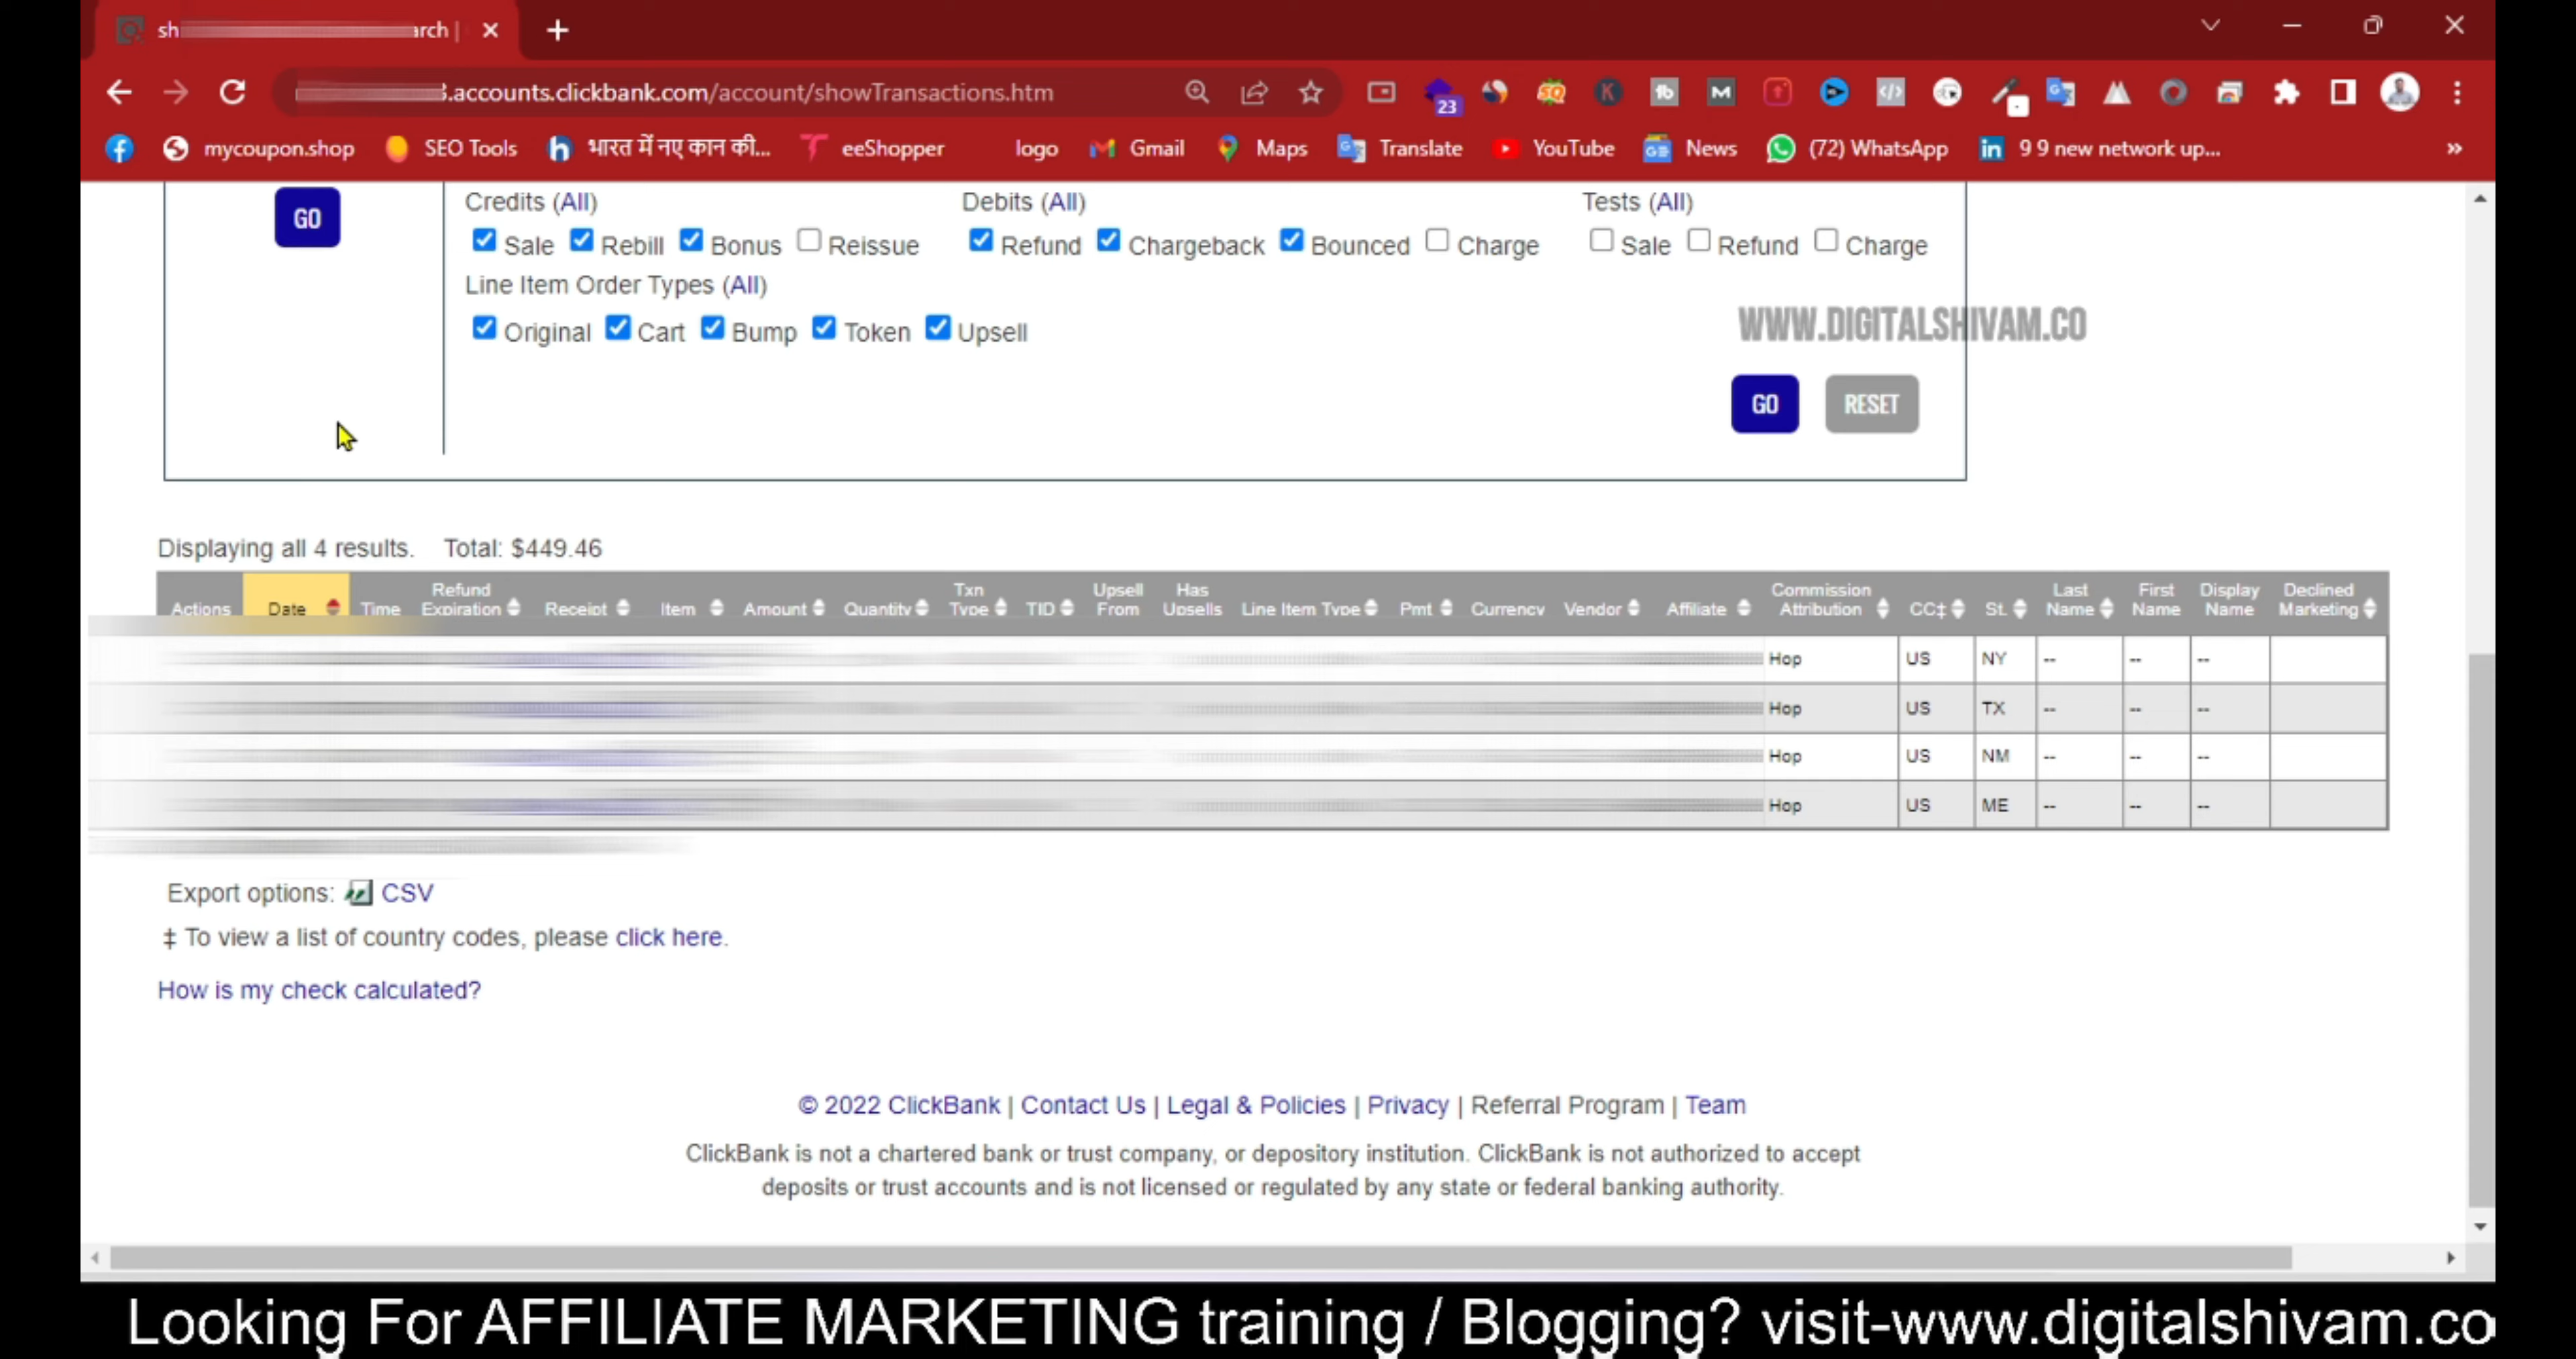 sh arch |
.accounts.clickbank.com/account/showTransactions.htm
23
mycoupon.shop SEO Tools भारत में नए कान की... eeShopper logo Gmail Maps Translate YouTube News (72) WhatsApp 9 9 new network up... »
GO
Credits (All) Debits (All) Tests (All)
Sale Rebill Bonus Reissue Refund Chargeback Bounced Charge Sale Refund Charge
Line Item Order Types (All)
WWW.DIGITALSHIVAM.CO
Original Cart Bump Token Upsell
GO RESET
Displaying all 4 results. Total: $449.46
Actions Date Time Refund Expiration Receipt Item Amount Quantity Txn Type TID Upsell From Has Upsells Line Item Type Pmt Currency Vendor Affiliate Commission Attribution CC‡ St. Last Name First Name Display Name Declined Marketing
Hop US NY -- -- --
Hop US TX -- -- --
Hop US NM -- -- --
Hop US ME -- -- --
Export options: CSV
‡ To view a list of country codes, please click here.
How is my check calculated?
© 2022 ClickBank | Contact Us | Legal & Policies | Privacy | Referral Program | Team
ClickBank is not a chartered bank or trust company, or depository institution. ClickBank is not authorized to accept
deposits or trust accounts and is not licensed or regulated by any state or federal banking authority.
Looking For AFFILIATE MARKETING training / Blogging? visit-www.digitalshivam.co